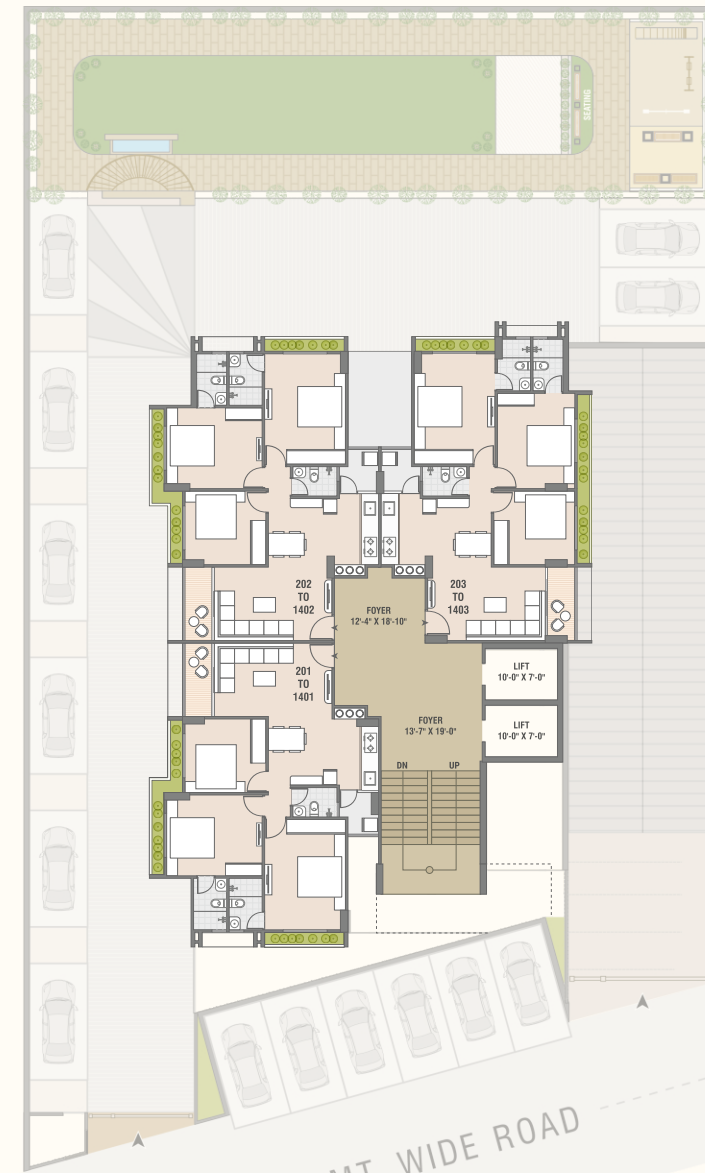 SEATING
202
TO
1402
203
TO
1403
FOYER
12'-4" X 18'-10"
201
TO
1401
LIFT
10'-0" X 7'-0"
LIFT
10'-0" X 7'-0"
FOYER
13'-7" X 19'-0"
DN
UP
MT. WIDE ROAD